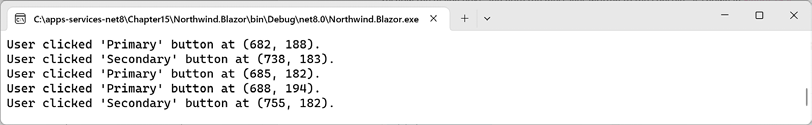 C:\apps-services-net8\Chapter15\Northwind.Blazor\bin\Debug\net8.0\Northwind.Blazor.exe
User clicked 'Primary' button at (682, 188).
User clicked 'Secondary' button at (738, 183).
User clicked 'Primary' button at (685, 182).
User clicked 'Primary' button at (688, 194).
User clicked 'Secondary' button at (755, 182).